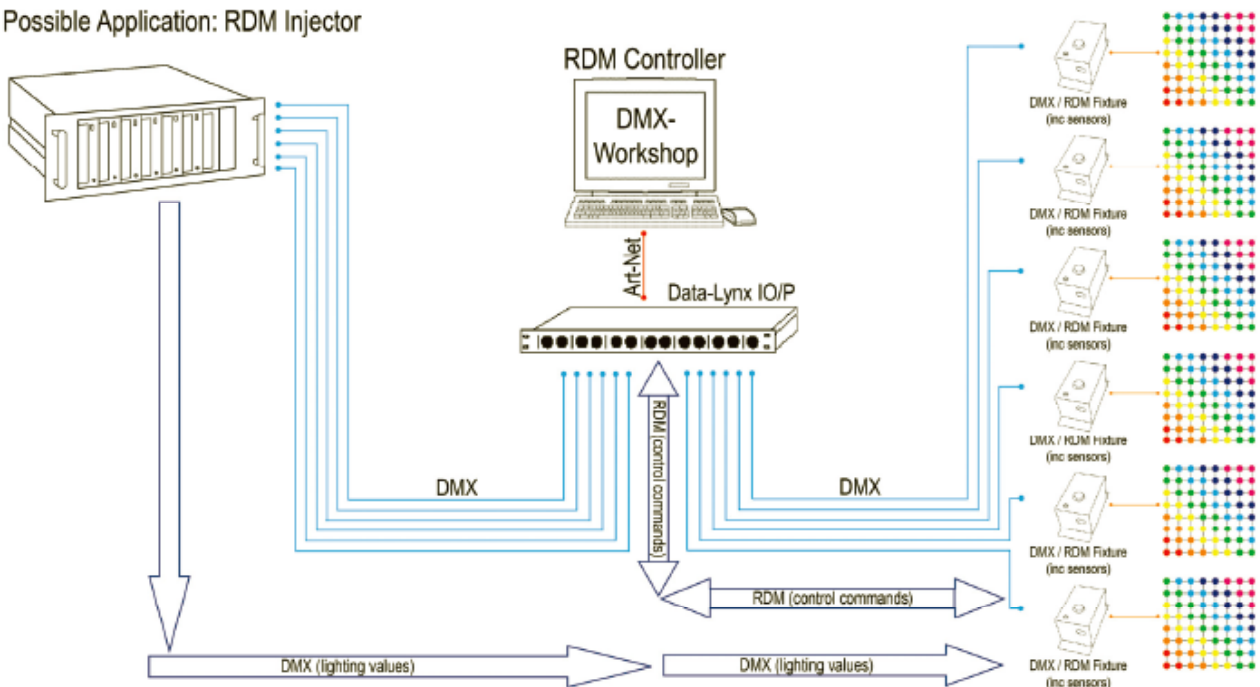 Possible Application: RDM Injector
RDM Controller
DMX-
Workshop
Art-Net
Data-Lynx IO/P
DMX
RDM (control commands)
DMX
RDM (control commands)
DMX (lighting values)
DMX (lighting values)
DMX / RDM Fixture
(inc sensors)
DMX / RDM Fixture
(inc sensors)
DMX / RDM Fixture
(inc sensors)
DMX / RDM Fixture
(inc sensors)
DMX / RDM Fixture
(inc sensors)
DMX / RDM Fixture
(inc sensors)